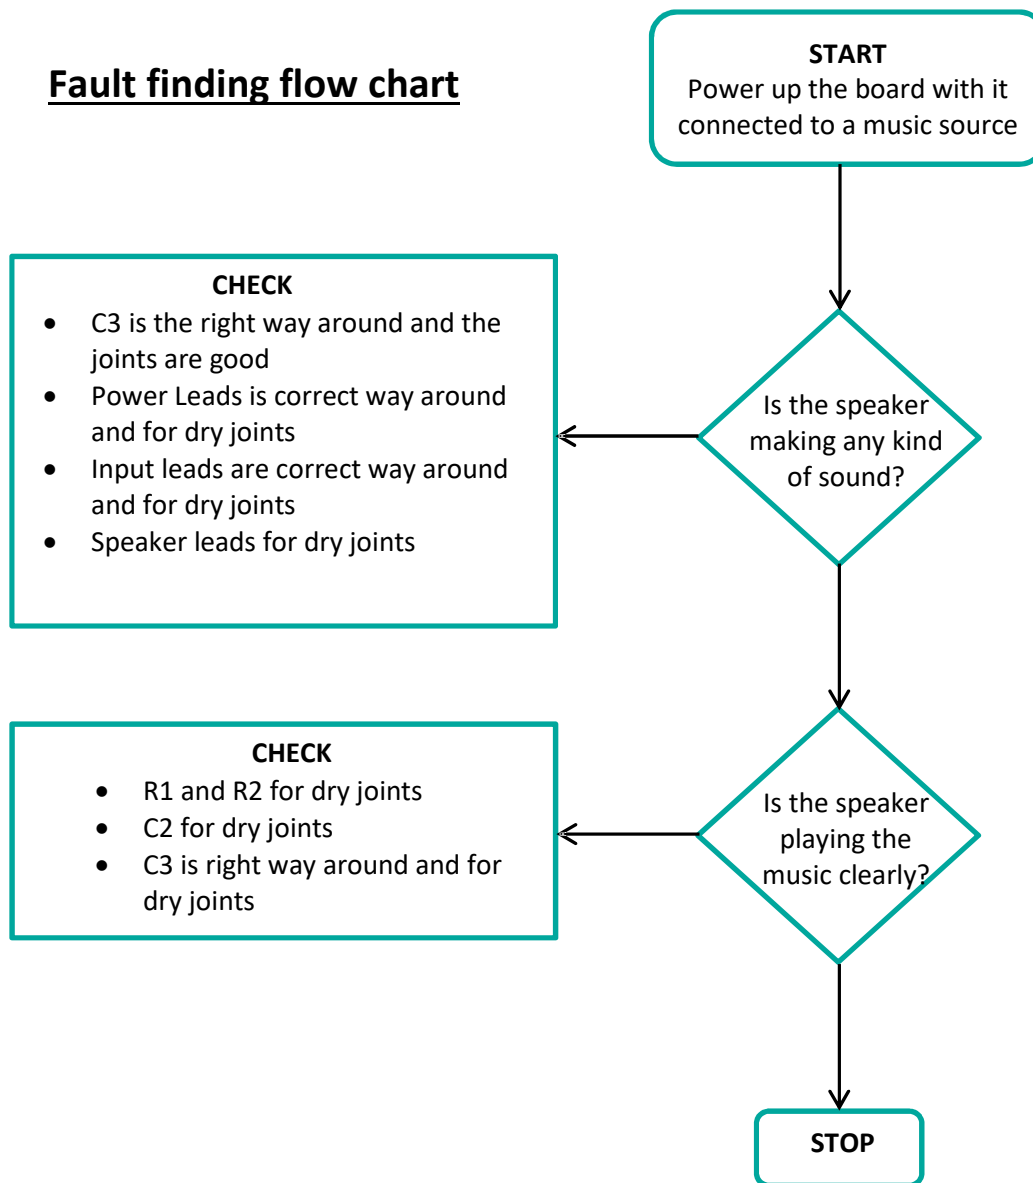 Fault finding flow chart
START
Power up the board with it
connected to a music source
CHECK
• C3 is the right way around and the
joints are good
• Power Leads is correct way around
and for dry joints
• Input leads are correct way around
and for dry joints
• Speaker leads for dry joints
Is the speaker
making any kind
of sound?
CHECK
• R1 and R2 for dry joints
• C2 for dry joints
• C3 is right way around and for
dry joints
Is the speaker
playing the
music clearly?
STOP